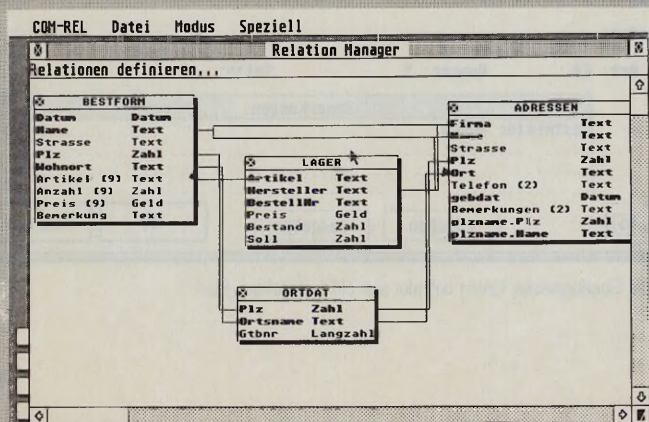 COM-REL Datei Modus Speziell
Relation Manager
Relationen definieren...
BESTFORM
Datum Datum
Name Text
Strasse Text
Plz Zahl
Wohnort Text
Artikel (9) Text
Anzahl (9) Zahl
Preis (9) Geld
Bemerkung Text
LAGER
Artikel Text
Hersteller Text
BestellNr Text
Preis Geld
Bestand Zahl
Soll Zahl
ORTDAT
Plz Zahl
Ortsname Text
Gtbnr Langzahl
ADRESSEN
Firma Text
Name Text
Strasse Text
Plz Zahl
Ort Text
Telefon (2) Text
gebdat Datum
Bemerkungen (2) Text
plzname.Plz Zahl
plzname.Name Text